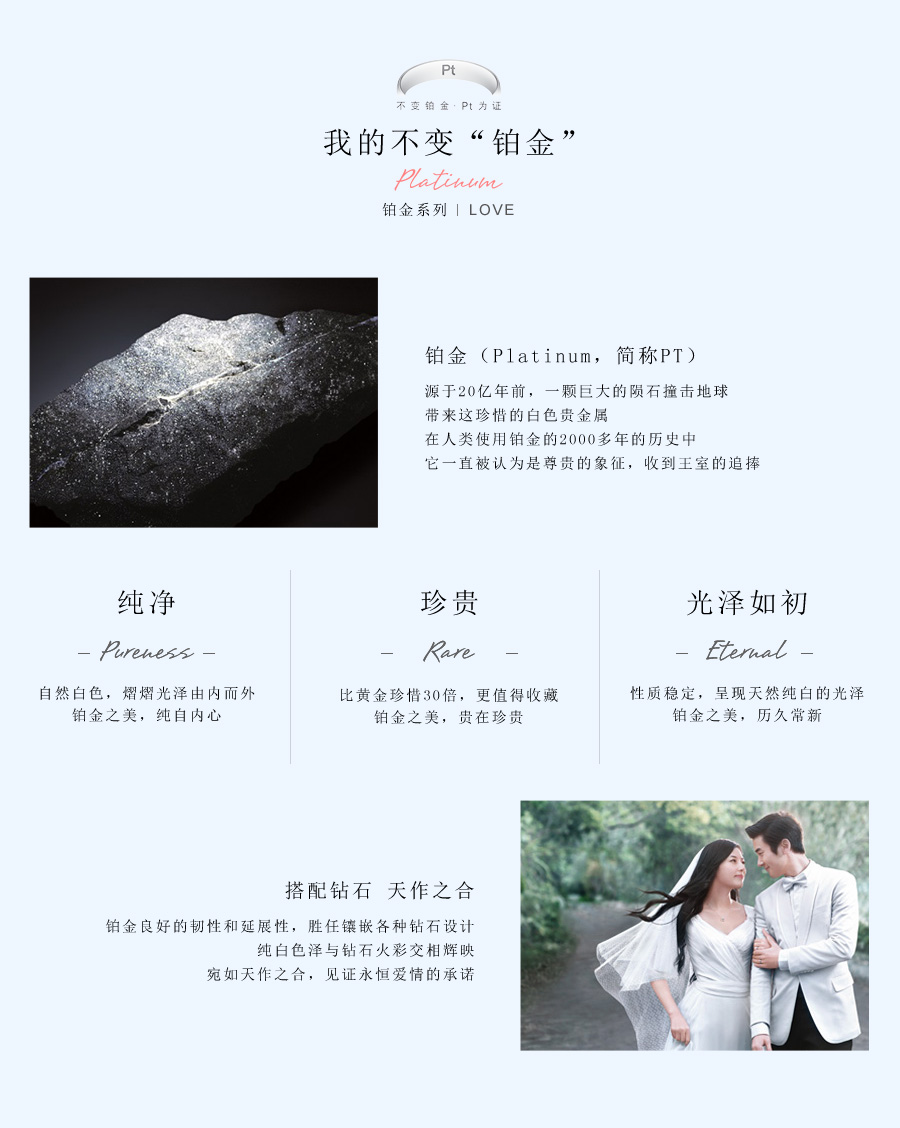 Pt
不变铂金·Pt为证
我的不变“铂金”
Platinum
铂金系列 | LOVE
铂金（Platinum，简称PT）
源于20亿年前，一颗巨大的陨石撞击地球
带来这珍惜的白色贵金属
在人类使用铂金的2000多年的历史中
它一直被认为是尊贵的象征，收到王室的追捧
纯净
– Pureness –
自然白色，熠熠光泽由内而外
铂金之美，纯自内心
珍贵
– Rare –
比黄金珍惜30倍，更值得收藏
铂金之美，贵在珍贵
光泽如初
– Eternal –
性质稳定，呈现天然纯白的光泽
铂金之美，历久常新
搭配钻石 天作之合
铂金良好的韧性和延展性，胜任镶嵌各种钻石设计
纯白色泽与钻石火彩交相辉映
宛如天作之合，见证永恒爱情的承诺